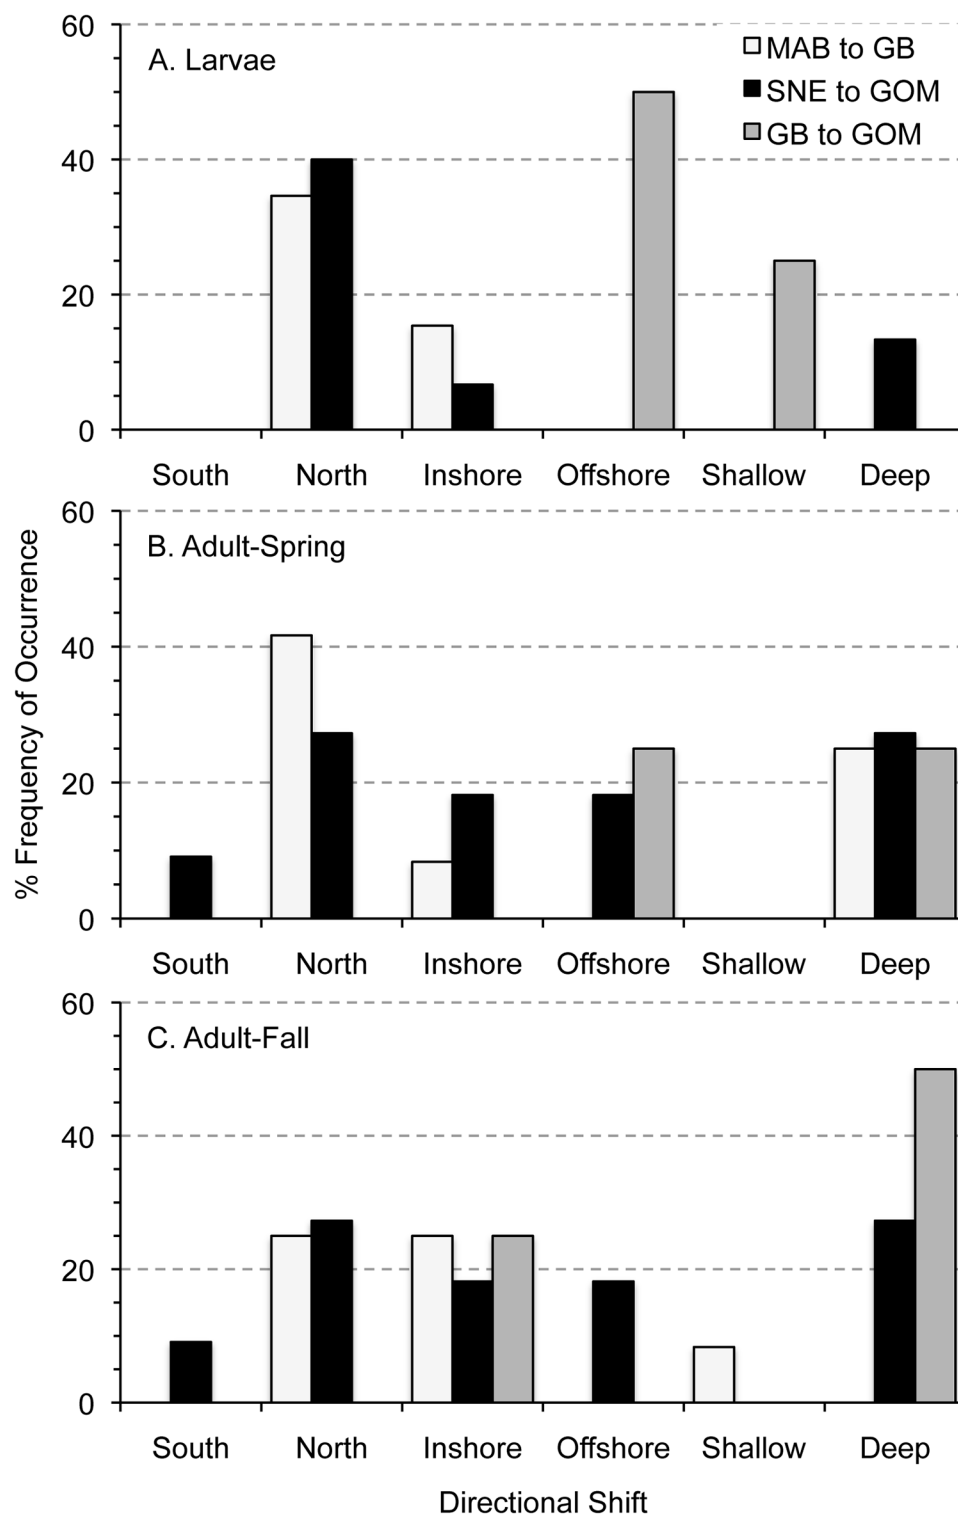 60
A. Larvae
MAB to GB
SNE to GOM
GB to GOM
40
20
0
South North Inshore Offshore Shallow Deep
% Frequency of Occurrence
60
B. Adult-Spring
40
20
0
South North Inshore Offshore Shallow Deep
60
C. Adult-Fall
40
20
0
South North Inshore Offshore Shallow Deep
Directional Shift